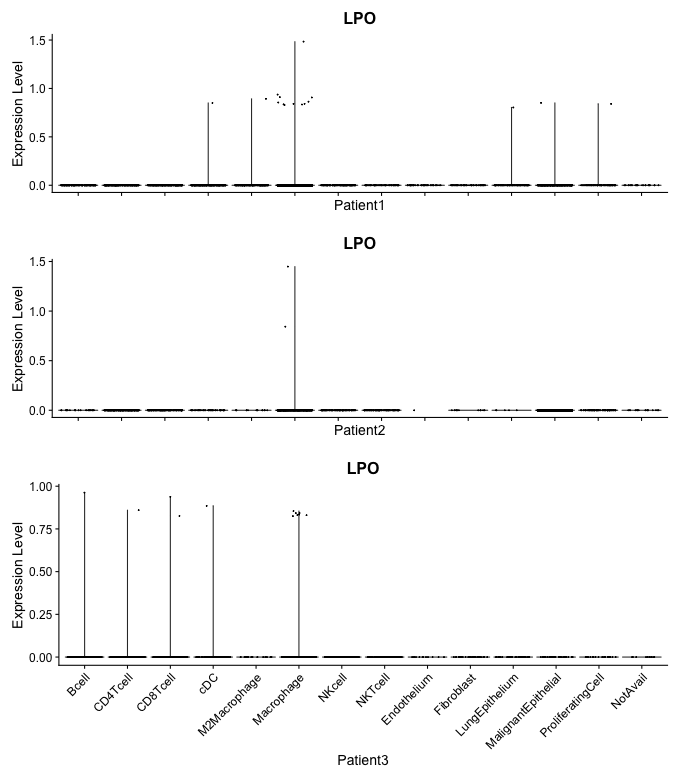 LPO
Expression Level
1.5
1.0
0.5
0.0
Patient1
LPO
Expression Level
1.5
1.0
0.5
0.0
Patient2
LPO
Expression Level
1.00
0.75
0.50
0.25
0.00
Bcell
CD4Tcell
CD8Tcell
cDC
M2Macrophage
Macrophage
NKcell
NKTcell
Endothelium
Fibroblast
LungEpithelium
MalignantEpithelial
ProliferatingCell
NotAvail
Patient3